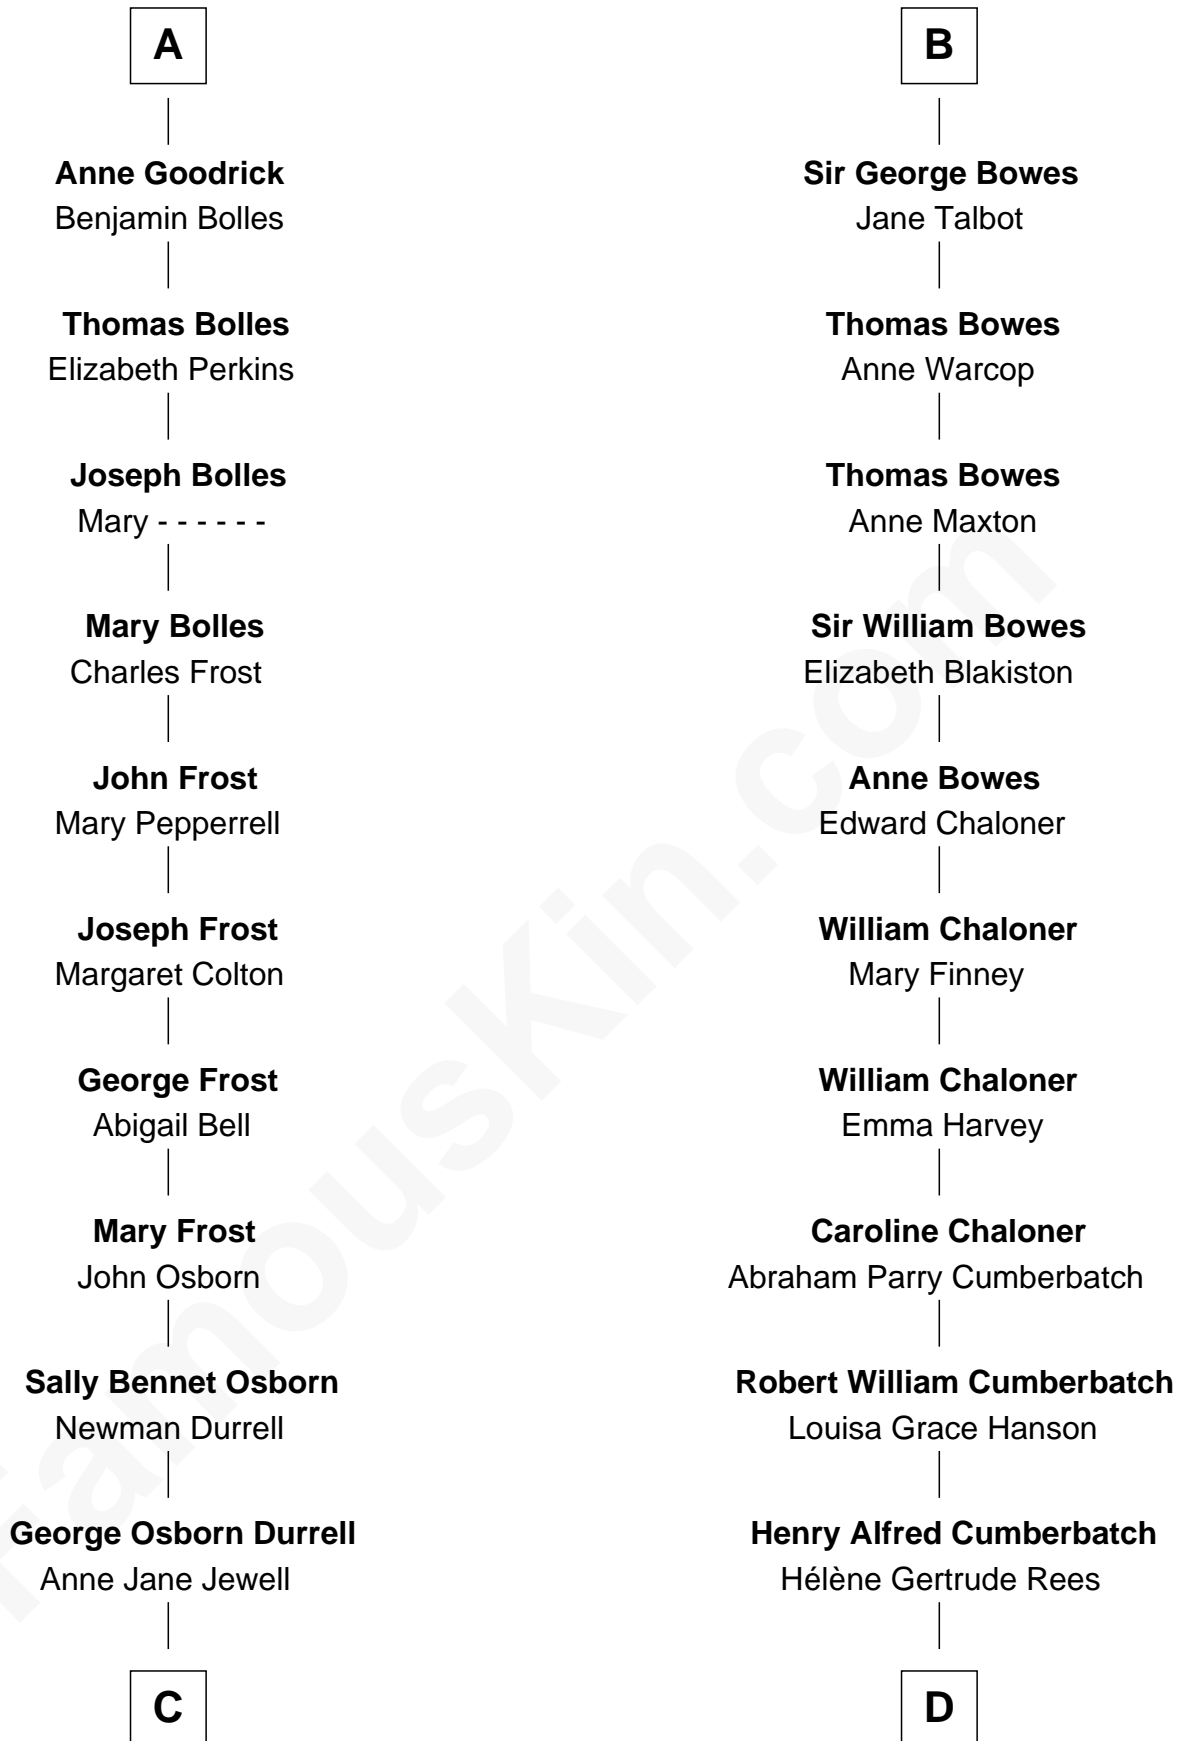 A
Anne Goodrick
Benjamin Bolles
Thomas Bolles
Elizabeth Perkins
Joseph Bolles
Mary - - - - - -
Mary Bolles
Charles Frost
John Frost
Mary Pepperrell
Joseph Frost
Margaret Colton
George Frost
Abigail Bell
Mary Frost
John Osborn
Sally Bennet Osborn
Newman Durrell
George Osborn Durrell
Anne Jane Jewell
C
B
Sir George Bowes
Jane Talbot
Thomas Bowes
Anne Warcop
Thomas Bowes
Anne Maxton
Sir William Bowes
Elizabeth Blakiston
Anne Bowes
Edward Chaloner
William Chaloner
Mary Finney
William Chaloner
Emma Harvey
Caroline Chaloner
Abraham Parry Cumberbatch
Robert William Cumberbatch
Louisa Grace Hanson
Henry Alfred Cumberbatch
Hélène Gertrude Rees
D
FamousKin.com